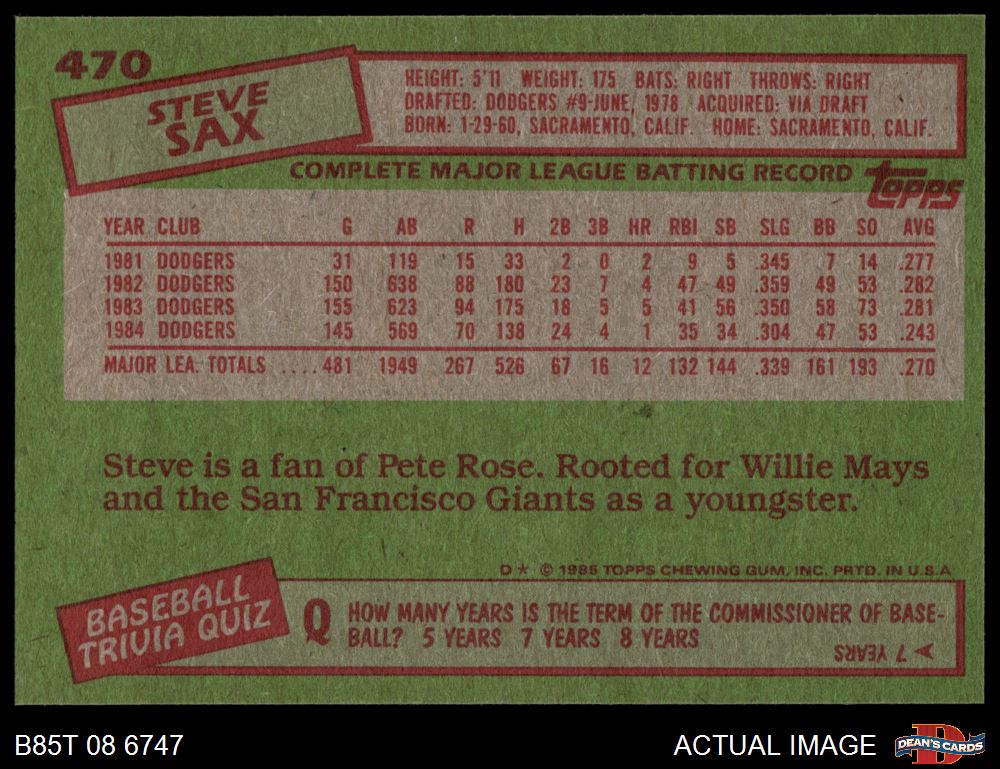 470
STEVE
SAX
HEIGHT: 5'11 WEIGHT: 175 BATS: RIGHT THROWS: RIGHT
DRAFTED: DODGERS #9-JUNE, 1978 ACQUIRED: VIA DRAFT
BORN: 1-29-60, SACRAMENTO, CALIF. HOME: SACRAMENTO, CALIF.
COMPLETE MAJOR LEAGUE BATTING RECORD topps
YEAR CLUB G AB R H 2B 3B HR RBI SB SLG BB SO AVG
1981 DODGERS 31 119 15 33 2 0 2 9 5 .345 7 14 .277
1982 DODGERS 150 638 88 180 23 7 4 47 49 .359 49 53 .282
1983 DODGERS 155 623 94 175 18 5 5 41 56 .350 58 73 .281
1984 DODGERS 145 569 70 138 24 4 1 35 34 .304 47 53 .243
MAJOR LEA. TOTALS ....481 1949 267 526 67 16 12 132 144 .339 161 193 .270
Steve is a fan of Pete Rose. Rooted for Willie Mays
and the San Francisco Giants as a youngster.
D* © 1985 TOPPS CHEWING GUM, INC. PRTD. IN U.S.A.
BASEBALL
TRIVIA QUIZ
Q HOW MANY YEARS IS THE TERM OF THE COMMISSIONER OF BASE-
BALL? 5 YEARS 7 YEARS 8 YEARS
A 7 YEARS
B85T 08 6747
ACTUAL IMAGE
DEAN'S CARDS